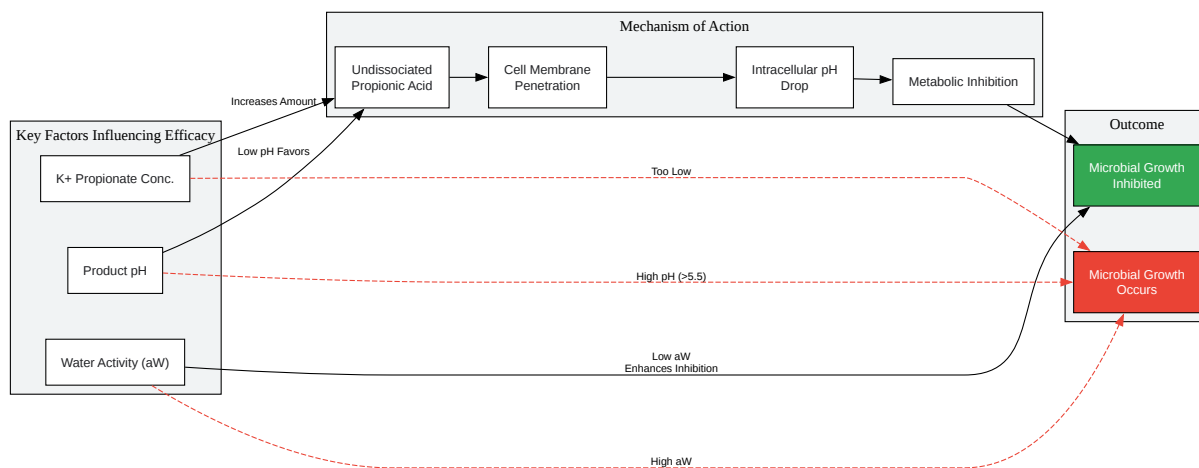 Mechanism of Action
Undissociated
Propionic Acid
Cell Membrane
Penetration
Intracellular pH
Drop
Metabolic Inhibition
Increases Amount
Key Factors Influencing Efficacy
Low pH Favors
K+ Propionate Conc.
Too Low
Product pH
High pH (>5.5)
Water Activity (aW)
Low aW
Enhances Inhibition
High aW
Outcome
Microbial Growth
Inhibited
Microbial Growth
Occurs